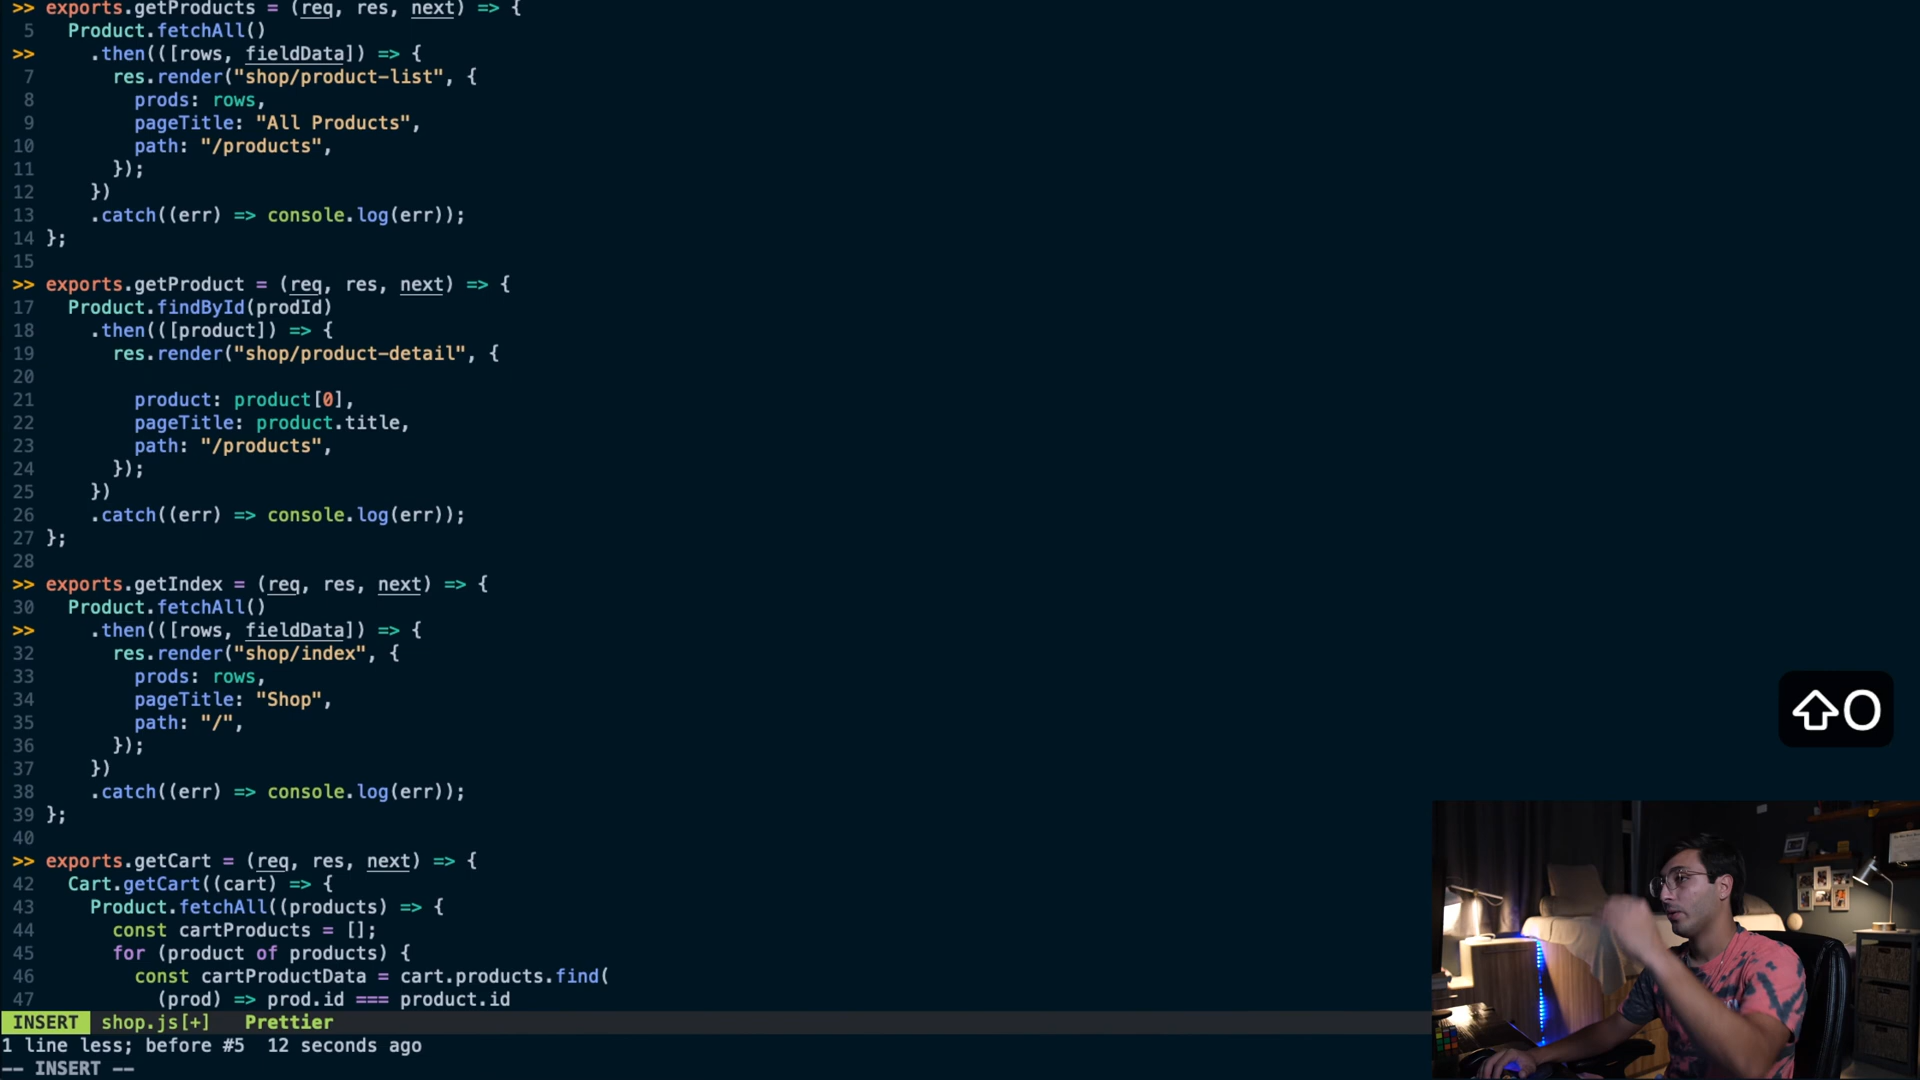 >> exports.getProducts = (req, res, next) => {
5 Product.fetchAll()
>> .then(([rows, fieldData]) => {
7 res.render("shop/product-list", {
8 prods: rows,
9 pageTitle: "All Products",
10 path: "/products",
11 });
12 })
13 .catch((err) => console.log(err));
14 };
15
>> exports.getProduct = (req, res, next) => {
17 Product.findById(prodId)
18 .then(([product]) => {
19 res.render("shop/product-detail", {
20
21 product: product[0],
22 pageTitle: product.title,
23 path: "/products",
24 });
25 })
26 .catch((err) => console.log(err));
27 };
28
>> exports.getIndex = (req, res, next) => {
30 Product.fetchAll()
>> .then(([rows, fieldData]) => {
32 res.render("shop/index", {
33 prods: rows,
34 pageTitle: "Shop",
35 path: "/",
36 });
37 })
38 .catch((err) => console.log(err));
39 };
40
>> exports.getCart = (req, res, next) => {
42 Cart.getCart((cart) => {
43 Product.fetchAll((products) => {
44 const cartProducts = [];
45 for (product of products) {
46 const cartProductData = cart.products.find(
47 (prod) => prod.id === product.id
INSERT shop.js[+] Prettier
1 line less; before #5 12 seconds ago
-- INSERT --
⇧O